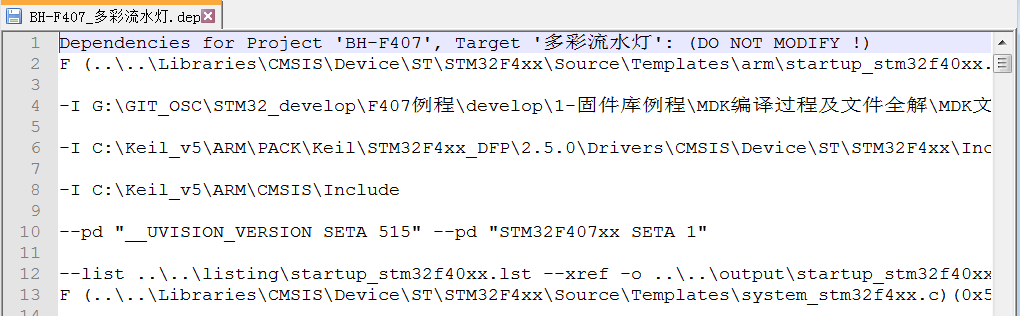 BH-F407_多彩流水灯.dep
1 Dependencies for Project 'BH-F407', Target '多彩流水灯': (DO NOT MODIFY !)
2 F (..\..\Libraries\CMSIS\Device\ST\STM32F4xx\Source\Templates\arm\startup_stm32f40xx.
3
4 -I G:\GIT_OSC\STM32_develop\F407例程\develop\1-固件库例程\MDK编译过程及文件全解\MDK文
5
6 -I C:\Keil_v5\ARM\PACK\Keil\STM32F4xx_DFP\2.5.0\Drivers\CMSIS\Device\ST\STM32F4xx\Inc
7
8 -I C:\Keil_v5\ARM\CMSIS\Include
9
10 --pd "__UVISION_VERSION SETA 515" --pd "STM32F407xx SETA 1"
11
12 --list ..\..\listing\startup_stm32f40xx.lst --xref -o ..\..\output\startup_stm32f40xx
13 F (..\..\Libraries\CMSIS\Device\ST\STM32F4xx\Source\Templates\system_stm32f4xx.c)(0x5
14